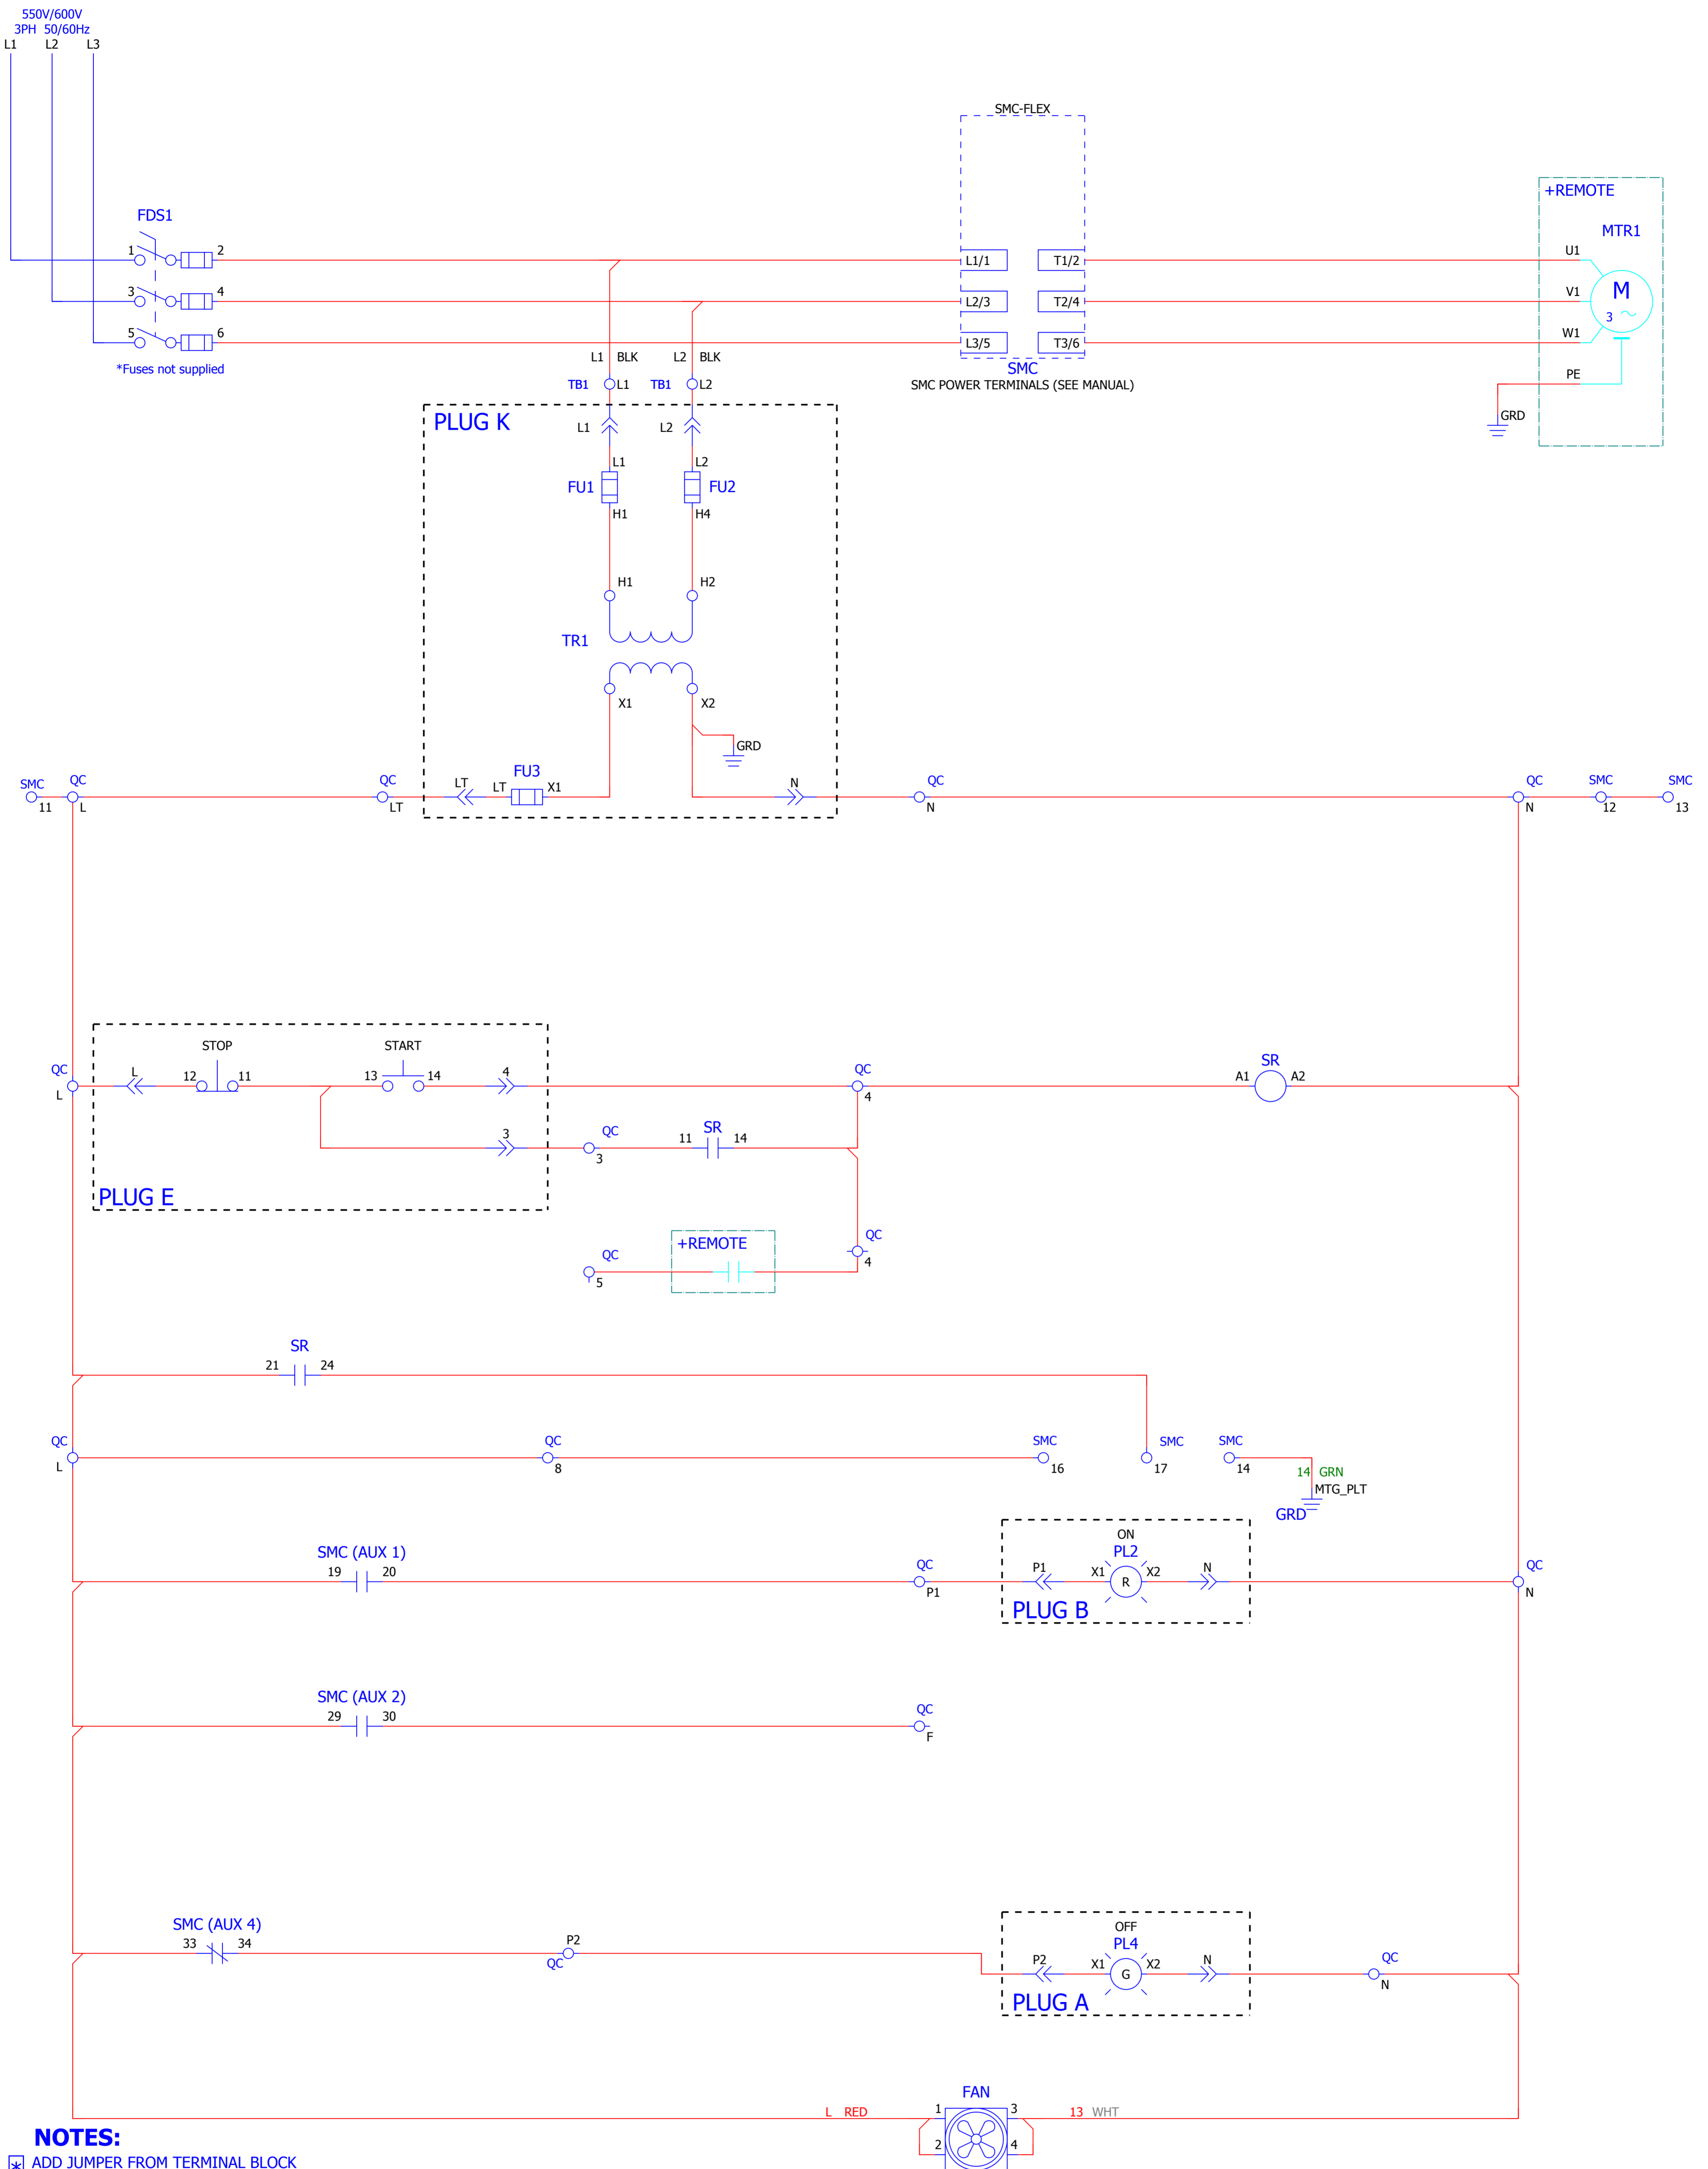 550V/600V
3PH 50/60Hz
L1 L2 L3
SMC-FLEX
+REMOTE
FDS1
MTR1
1 2 L1/1 T1/2 U1
3 4 L2/3 T2/4 V1
M
3
5 6 L3/5 T3/6 W1
*Fuses not supplied
L1 BLK L2 BLK
SMC
SMC POWER TERMINALS (SEE MANUAL)
PE
TB1 L1 TB1 L2
GRD
PLUG K
L1 L2
L1 L2
FU1 FU2
H1 H4
H1 H2
TR1
X1 X2
GRD
SMC QC QC LT LT FU3 X1 N QC QC SMC SMC
11 L LT N N 12 13
STOP START
QC L 12 11 13 14 4 QC A1 SR A2
L 4
3 QC 11 SR 14
3
PLUG E
+REMOTE
QC QC
5 4
SR
21 24
QC QC SMC SMC SMC
L 8 16 17 14
14 GRN
MTG_PLT
GRD
ON
SMC (AUX 1) PL2
19 20 QC P1 X1 R X2 N QC
P1 N
PLUG B
SMC (AUX 2)
29 30 QC
F
SMC (AUX 4) OFF
33 34 P2 PL4
QC P2 X1 G X2 N QC
N
PLUG A
FAN
L RED 1 3 13 WHT
2 4
NOTES:
* ADD JUMPER FROM TERMINAL BLOCK